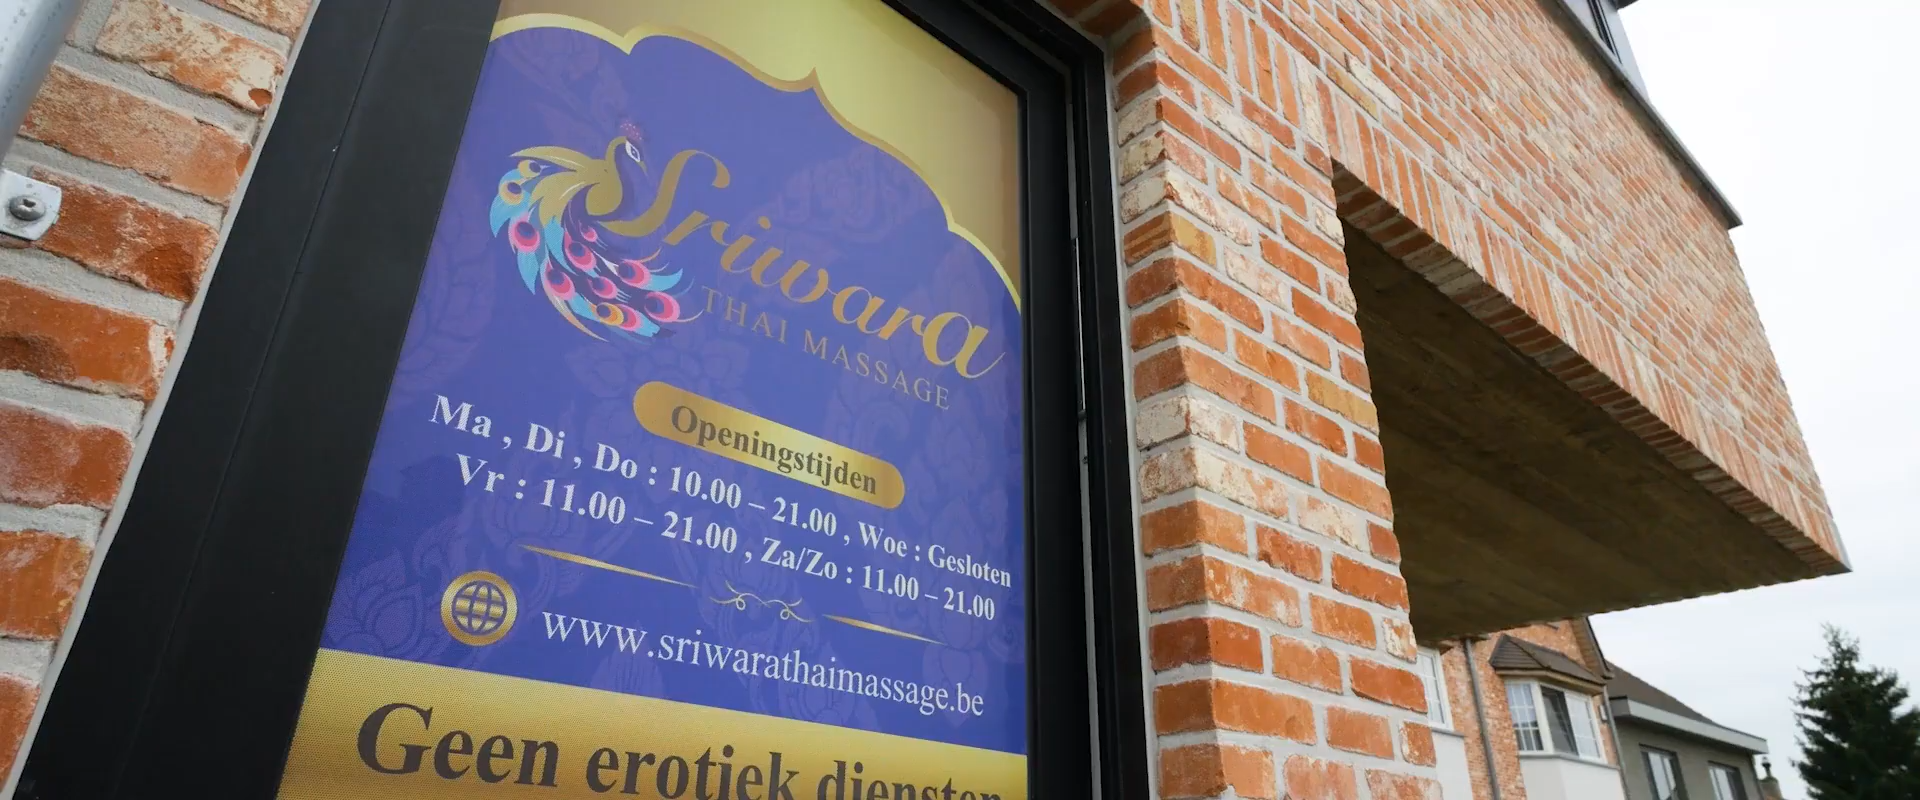 Sriwara
THAI MASSAGE
Openingstijden
Ma , Di , Do : 10.00 – 21.00 , Woe : Gesloten
Vr : 11.00 – 21.00 , Za/Zo : 11.00 – 21.00
www.sriwarathaimassage.be
Geen erotiek diensten